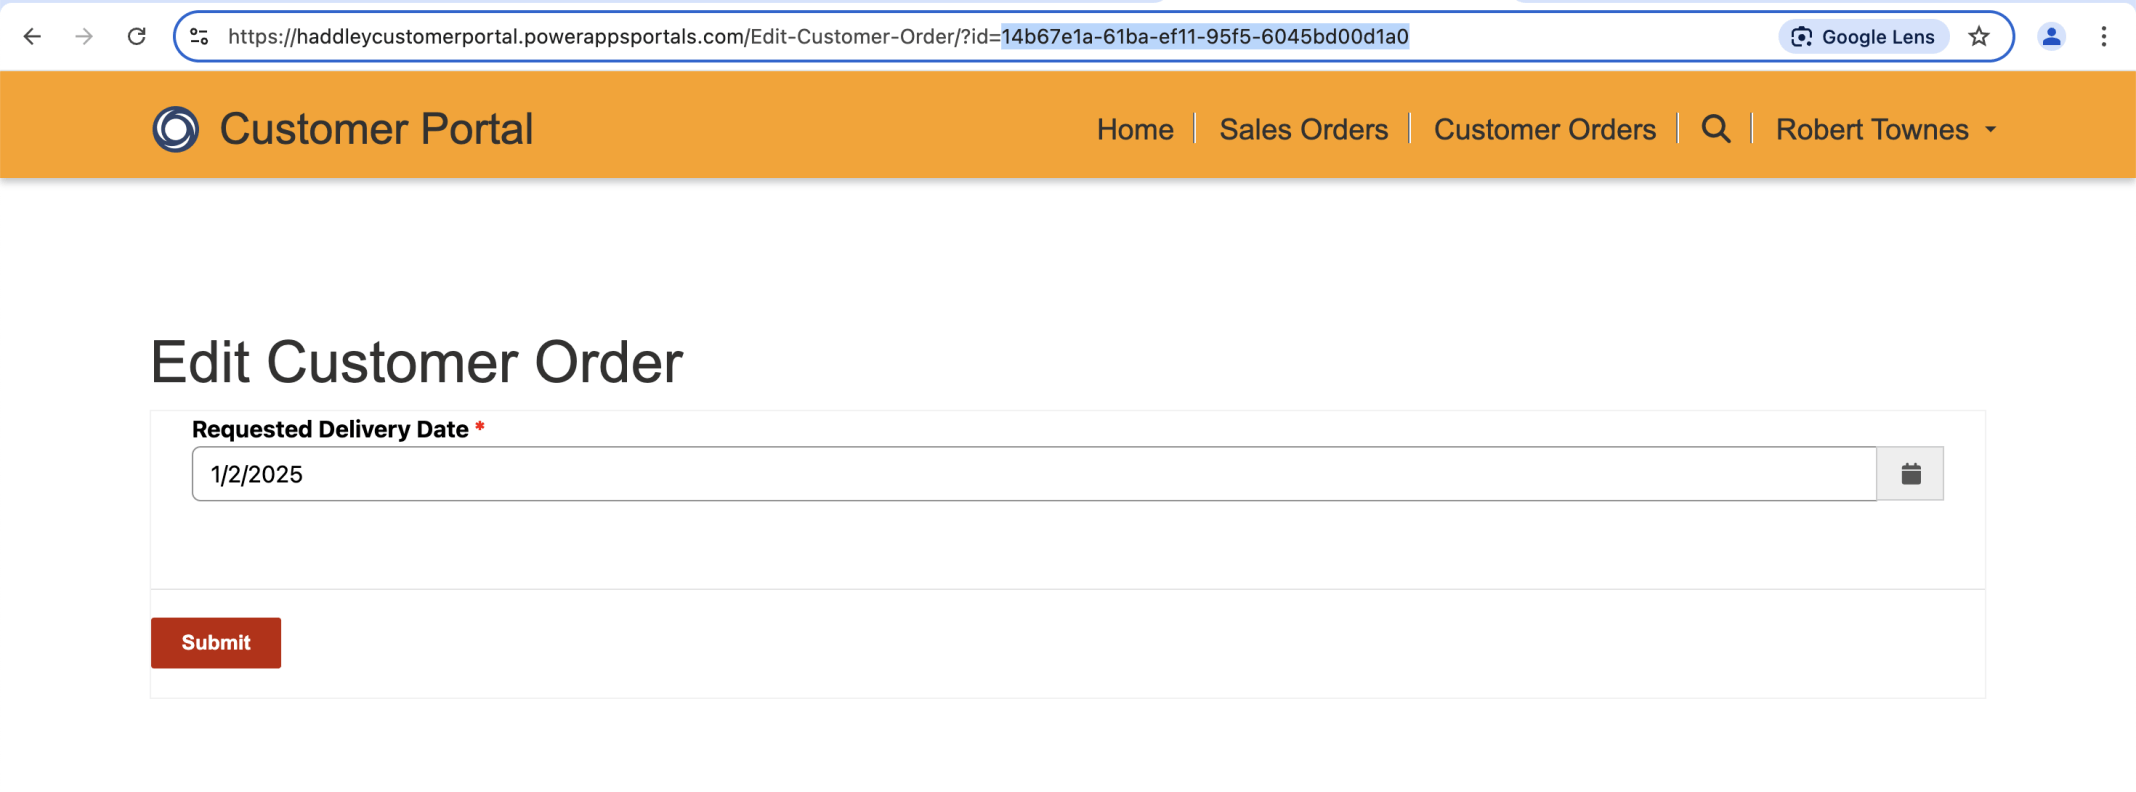 https://haddleycustomerportal.powerappsportals.com/Edit-Customer-Order/?id=14b67e1a-61ba-ef11-95f5-6045bd00d1a0
Google Lens
Customer Portal
Home
Sales Orders
Customer Orders
Robert Townes
Edit Customer Order
Requested Delivery Date *
1/2/2025
Submit